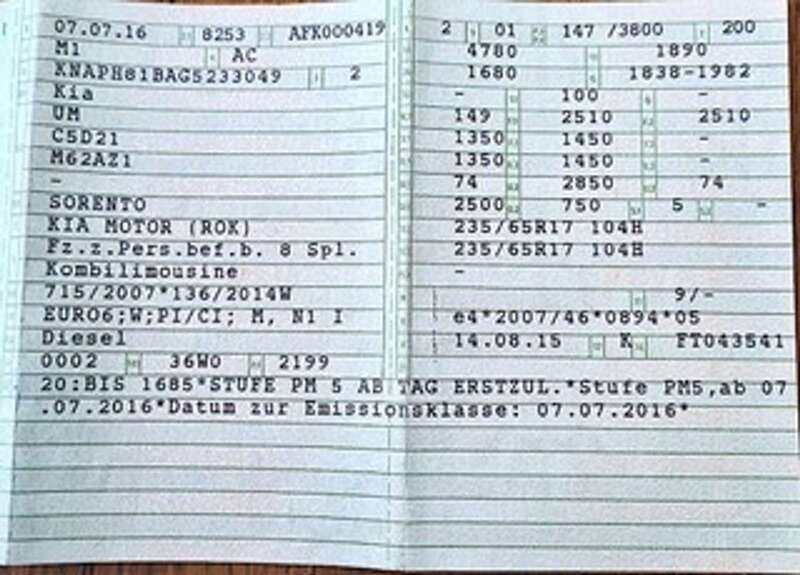 07.07.16 8253 AFK000419
M1 AC
KNAPH81BAG5233049 2
Kia
UM
C5D21
M62AZ1
-
SORENTO
KIA MOTOR (ROK)
Fz.z.Pers.bef.b. 8 Spl.
Kombilimousine
715/2007*136/2014W
EURO6;W;PI/CI; M, N1 I
Diesel
0002 36W0 2199
2 01 147 /3800 200
4780 1890
1680 1838-1982
- 100 -
149 2510 2510
1350 1450 -
1350 1450 -
74 2850 74
2500 750 5 -
235/65R17 104H
235/65R17 104H
-
9/-
e4*2007/46*0894*05
14.08.15 K FT043541
20:BIS 1685*STUFE PM 5 AB TAG ERSTZUL.*Stufe PM5,ab 07
.07.2016*Datum zur Emissionsklasse: 07.07.2016*